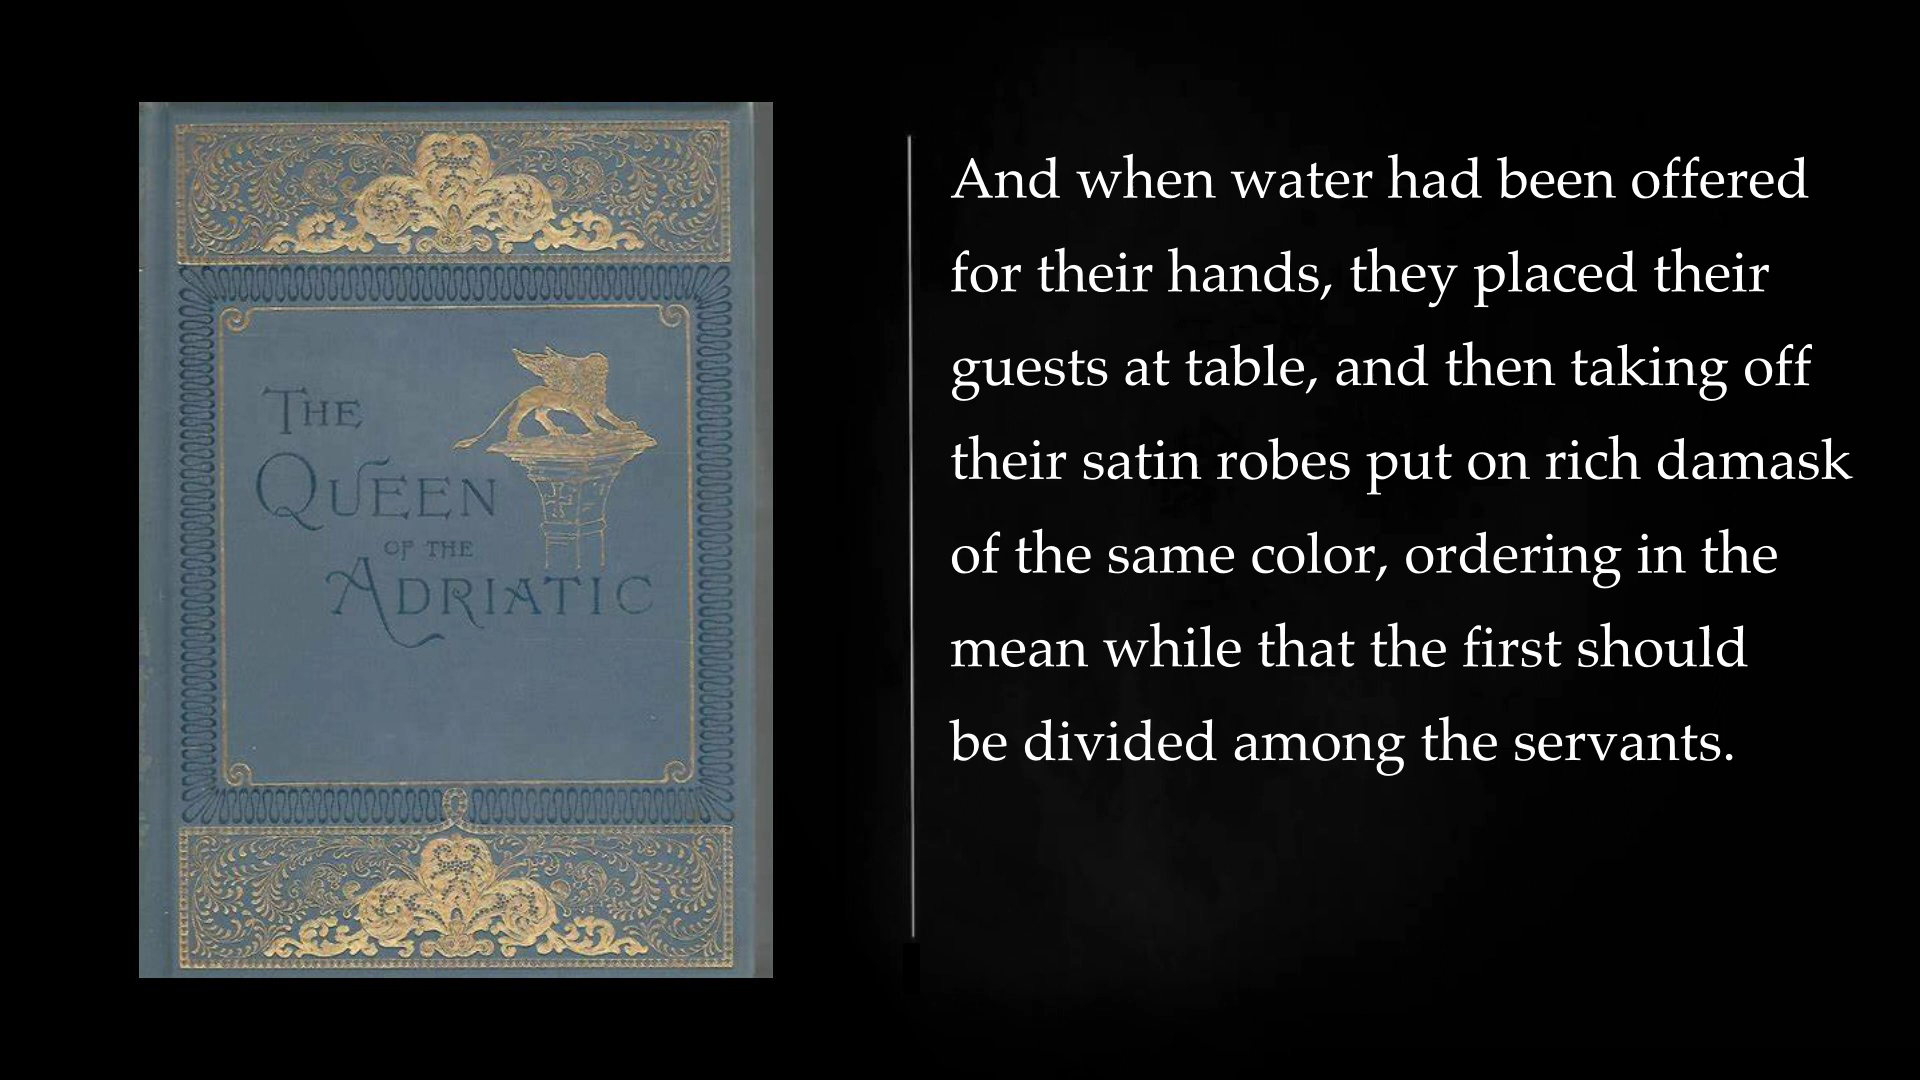 THE
QUEEN
OF THE
ADRIATIC
And when water had been offered
for their hands, they placed their
guests at table, and then taking off
their satin robes put on rich damask
of the same color, ordering in the
mean while that the first should
be divided among the servants.